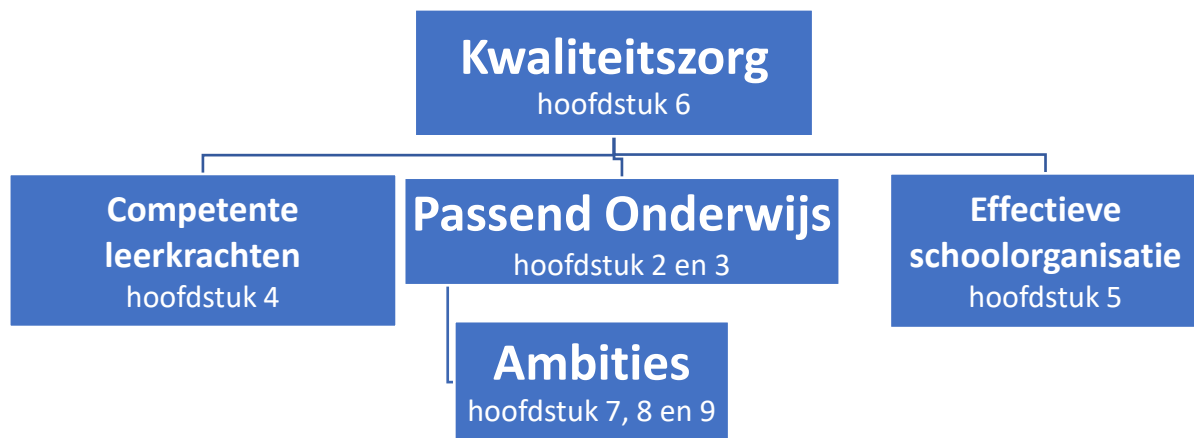 Kwaliteitszorg
hoofdstuk 6
Competente
leerkrachten
hoofdstuk 4
Passend Onderwijs
hoofdstuk 2 en 3
Effectieve
schoolorganisatie
hoofdstuk 5
Ambities
hoofdstuk 7, 8 en 9